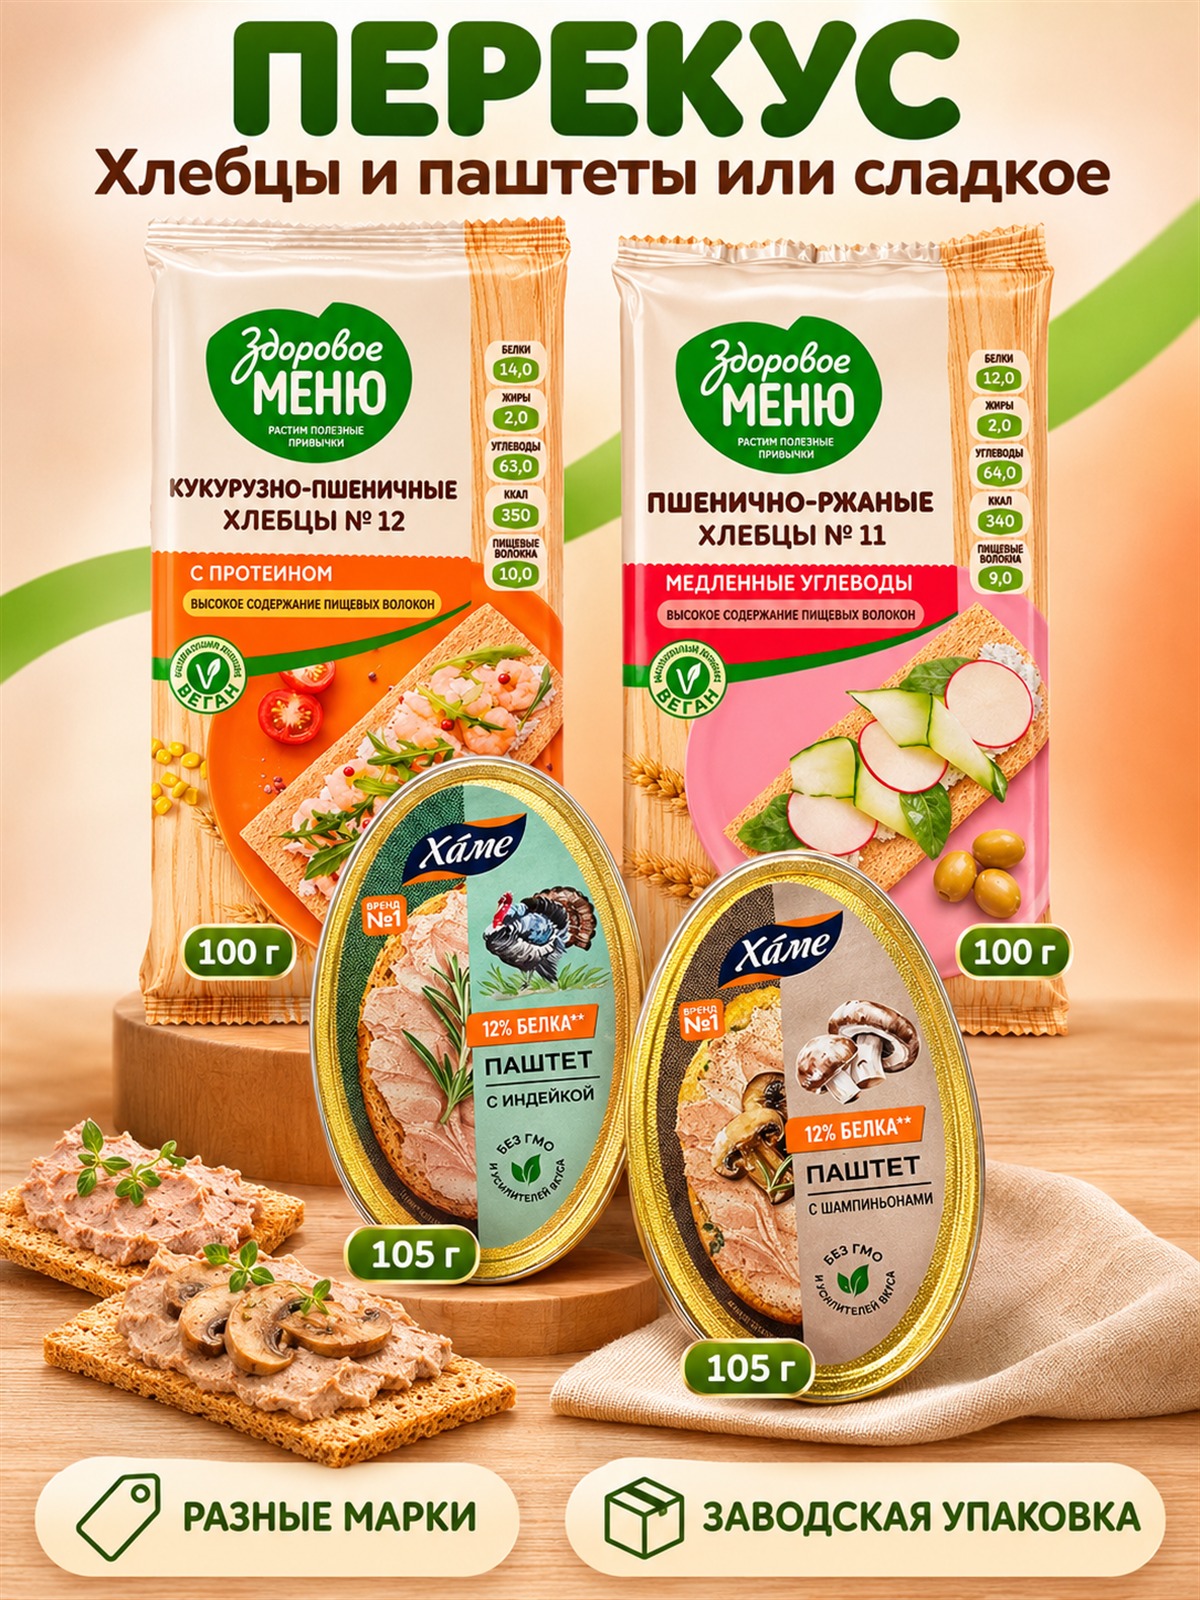 ПЕРЕКУС
Хлебцы и паштеты или сладкое
Здоровое
МЕНЮ
РАСТИМ ПОЛЕЗНЫЕ
ПРИВЫЧКИ
КУКУРУЗНО-ПШЕНИЧНЫЕ
ХЛЕБЦЫ № 12
С ПРОТЕИНОМ
ВЫСОКОЕ СОДЕРЖАНИЕ ПИЩЕВЫХ ВОЛОКОН
ВЕГАН
БЕЛКИ
14,0
ЖИРЫ
2,0
УГЛЕВОДЫ
63,0
ККАЛ
350
ПИЩЕВЫЕ
ВОЛОКНА
10,0
100 г
Здоровое
МЕНЮ
РАСТИМ ПОЛЕЗНЫЕ
ПРИВЫЧКИ
ПШЕНИЧНО-РЖАНЫЕ
ХЛЕБЦЫ № 11
МЕДЛЕННЫЕ УГЛЕВОДЫ
ВЫСОКОЕ СОДЕРЖАНИЕ ПИЩЕВЫХ ВОЛОКОН
ВЕГАН
БЕЛКИ
12,0
ЖИРЫ
2,0
УГЛЕВОДЫ
64,0
ККАЛ
340
ПИЩЕВЫЕ
ВОЛОКНА
9,0
100 г
Хáме
БРЕНД
№1
12% БЕЛКА**
ПАШТЕТ
С ИНДЕЙКОЙ
БЕЗ ГМО
И УСИЛИТЕЛЕЙ ВКУСА
105 г
Хáме
БРЕНД
№1
12% БЕЛКА**
ПАШТЕТ
С ШАМПИНЬОНАМИ
БЕЗ ГМО
И УСИЛИТЕЛЕЙ ВКУСА
105 г
РАЗНЫЕ МАРКИ
ЗАВОДСКАЯ УПАКОВКА